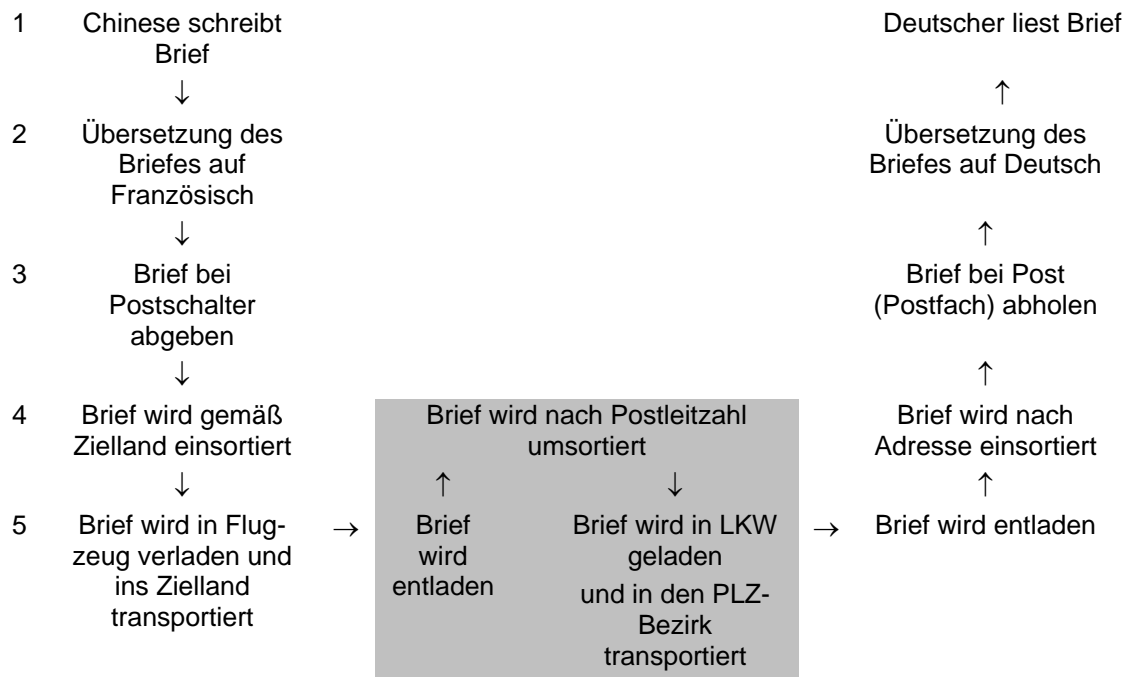 1 Chinese schreibt Deutscher liest Brief
Brief
↓ ↑
2 Übersetzung des Übersetzung des
Briefes auf Briefes auf Deutsch
Französisch
↓ ↑
3 Brief bei Brief bei Post
Postschalter (Postfach) abholen
abgeben
↓ ↑
4 Brief wird gemäß Brief wird nach Postleitzahl Brief wird nach
Zielland einsortiert umsortiert Adresse einsortiert
↓ ↑ ↓ ↑
5 Brief wird in Flug- → Brief Brief wird in LKW → Brief wird entladen
zeug verladen und wird geladen
ins Zielland entladen und in den PLZ-
transportiert Bezirk
transportiert